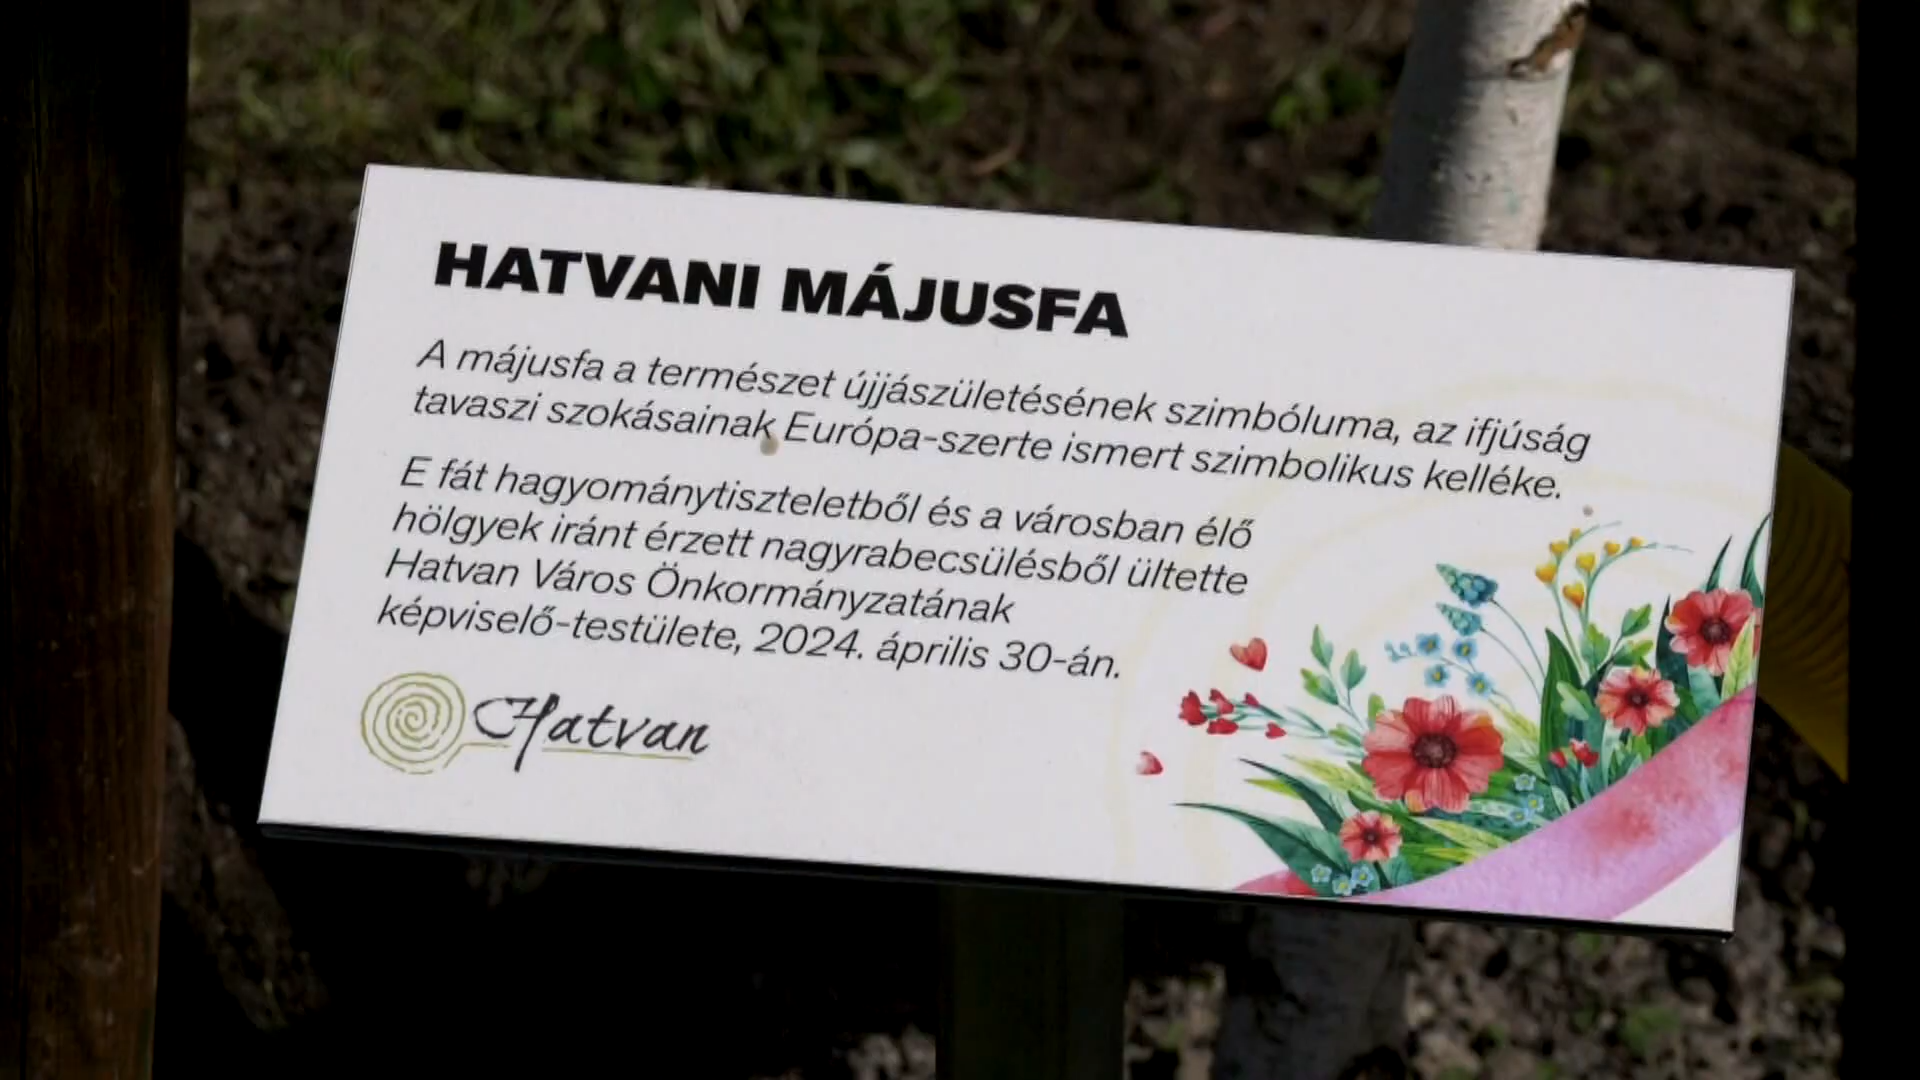 HATVANI MÁJUSFA
A májusfa a természet újjászületésének szimbóluma, az ifjúság
tavaszi szokásainak Európa-szerte ismert szimbolikus kelléke.
E fát hagyománytiszteletből és a városban élő
hölgyek iránt érzett nagyrabecsülésből ültette
Hatvan Város Önkormányzatának
képviselő-testülete, 2024. április 30-án.
Hatvan